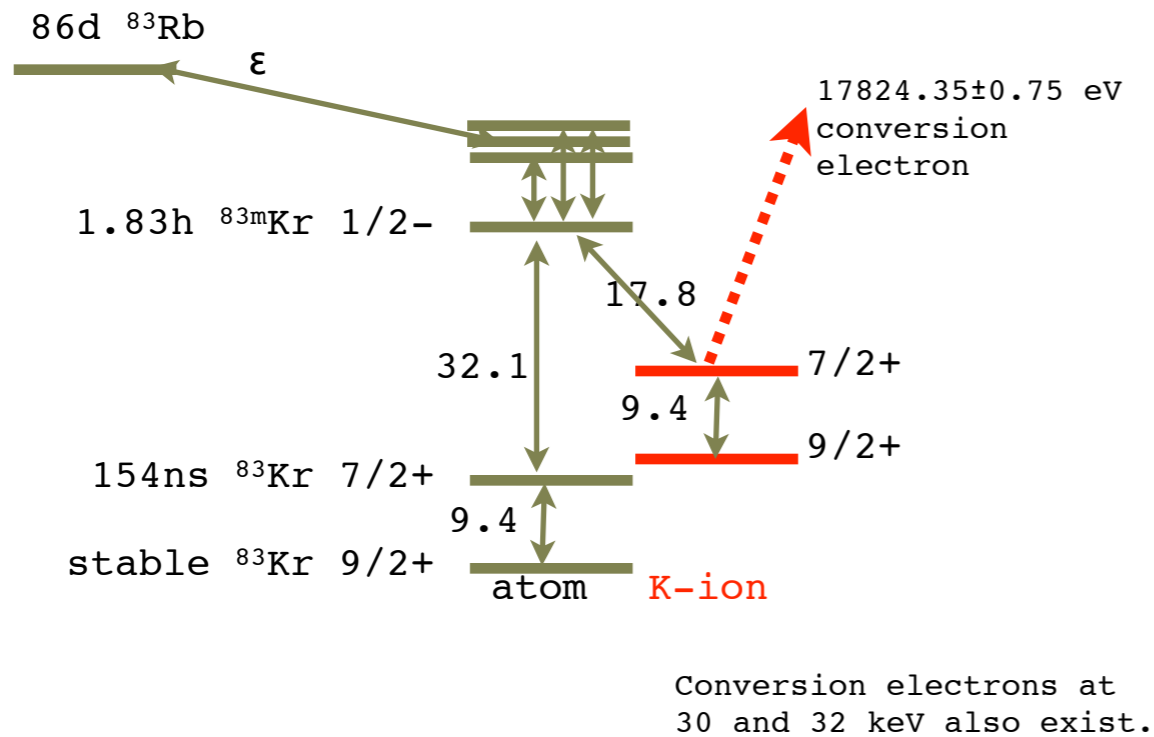 86d ⁸³Rb
ε
17824.35±0.75 eV
conversion
electron
1.83h ⁸³ᵐKr 1/2-
17.8
32.1
7/2+
9.4
9/2+
154ns ⁸³Kr 7/2+
9.4
stable ⁸³Kr 9/2+
atom
K-ion
Conversion electrons at
30 and 32 keV also exist.